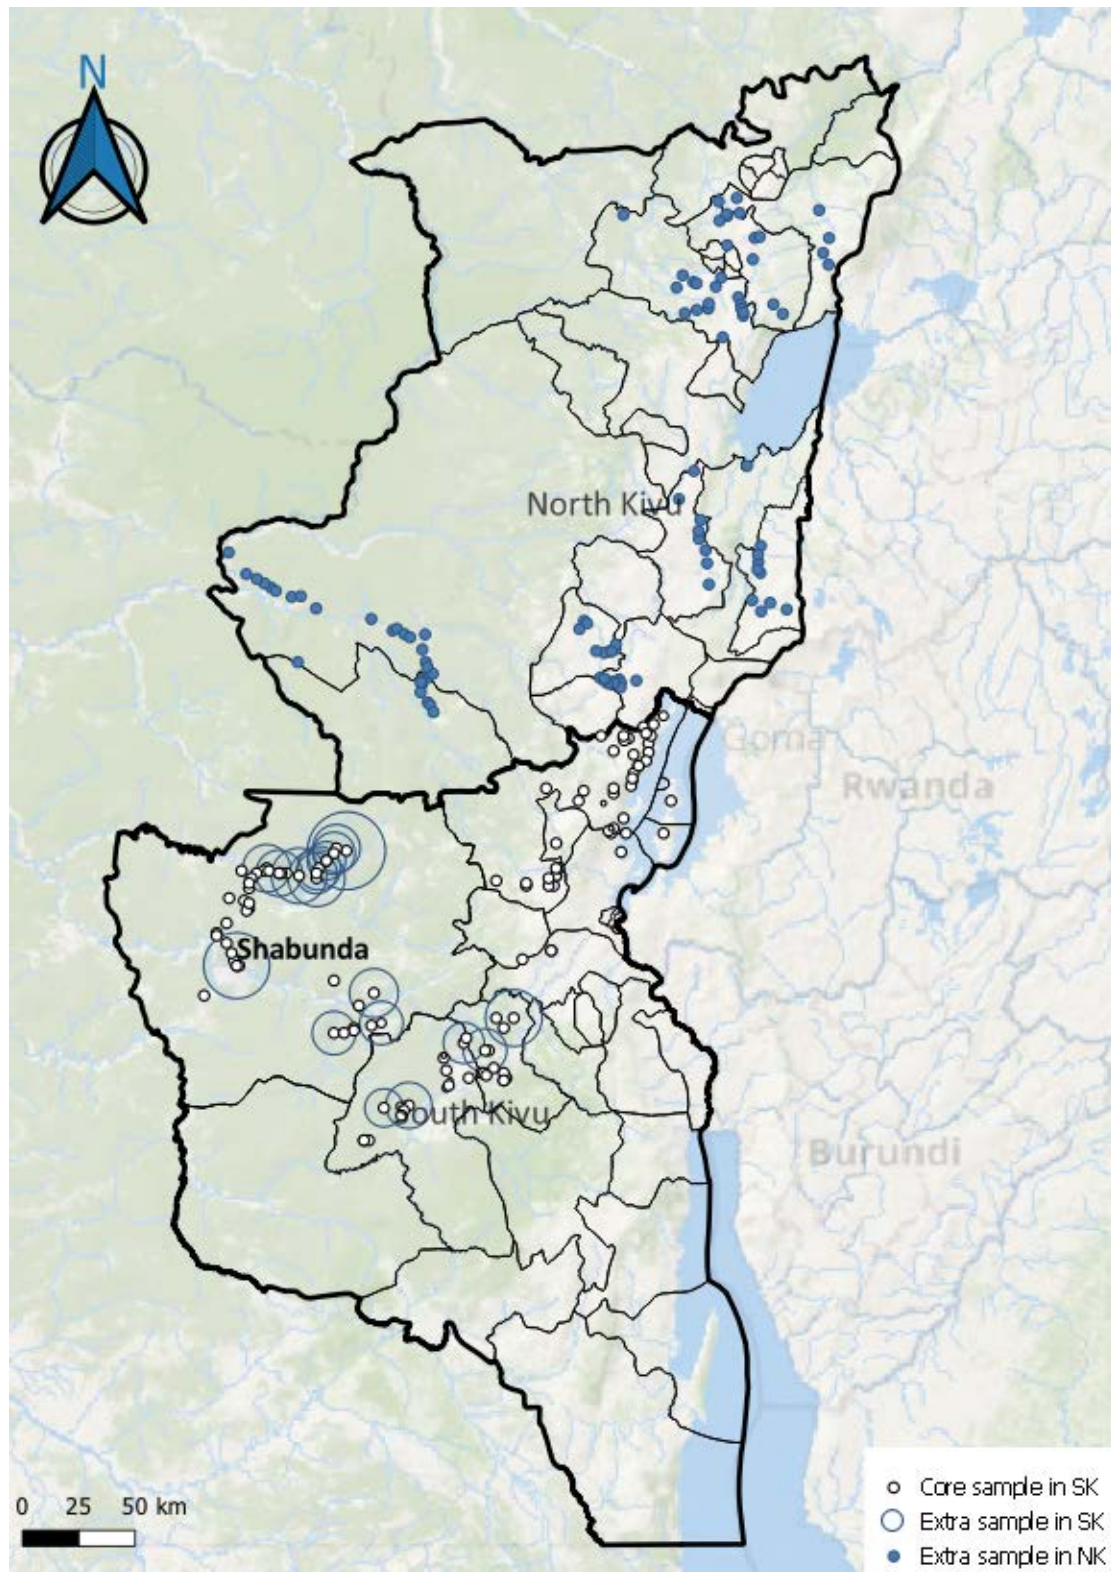 N
North Kivu
Goma
Rwanda
Shabunda
South Kivu
Burundi
0 25 50 km
Core sample in SK
Extra sample in SK
Extra sample in NK